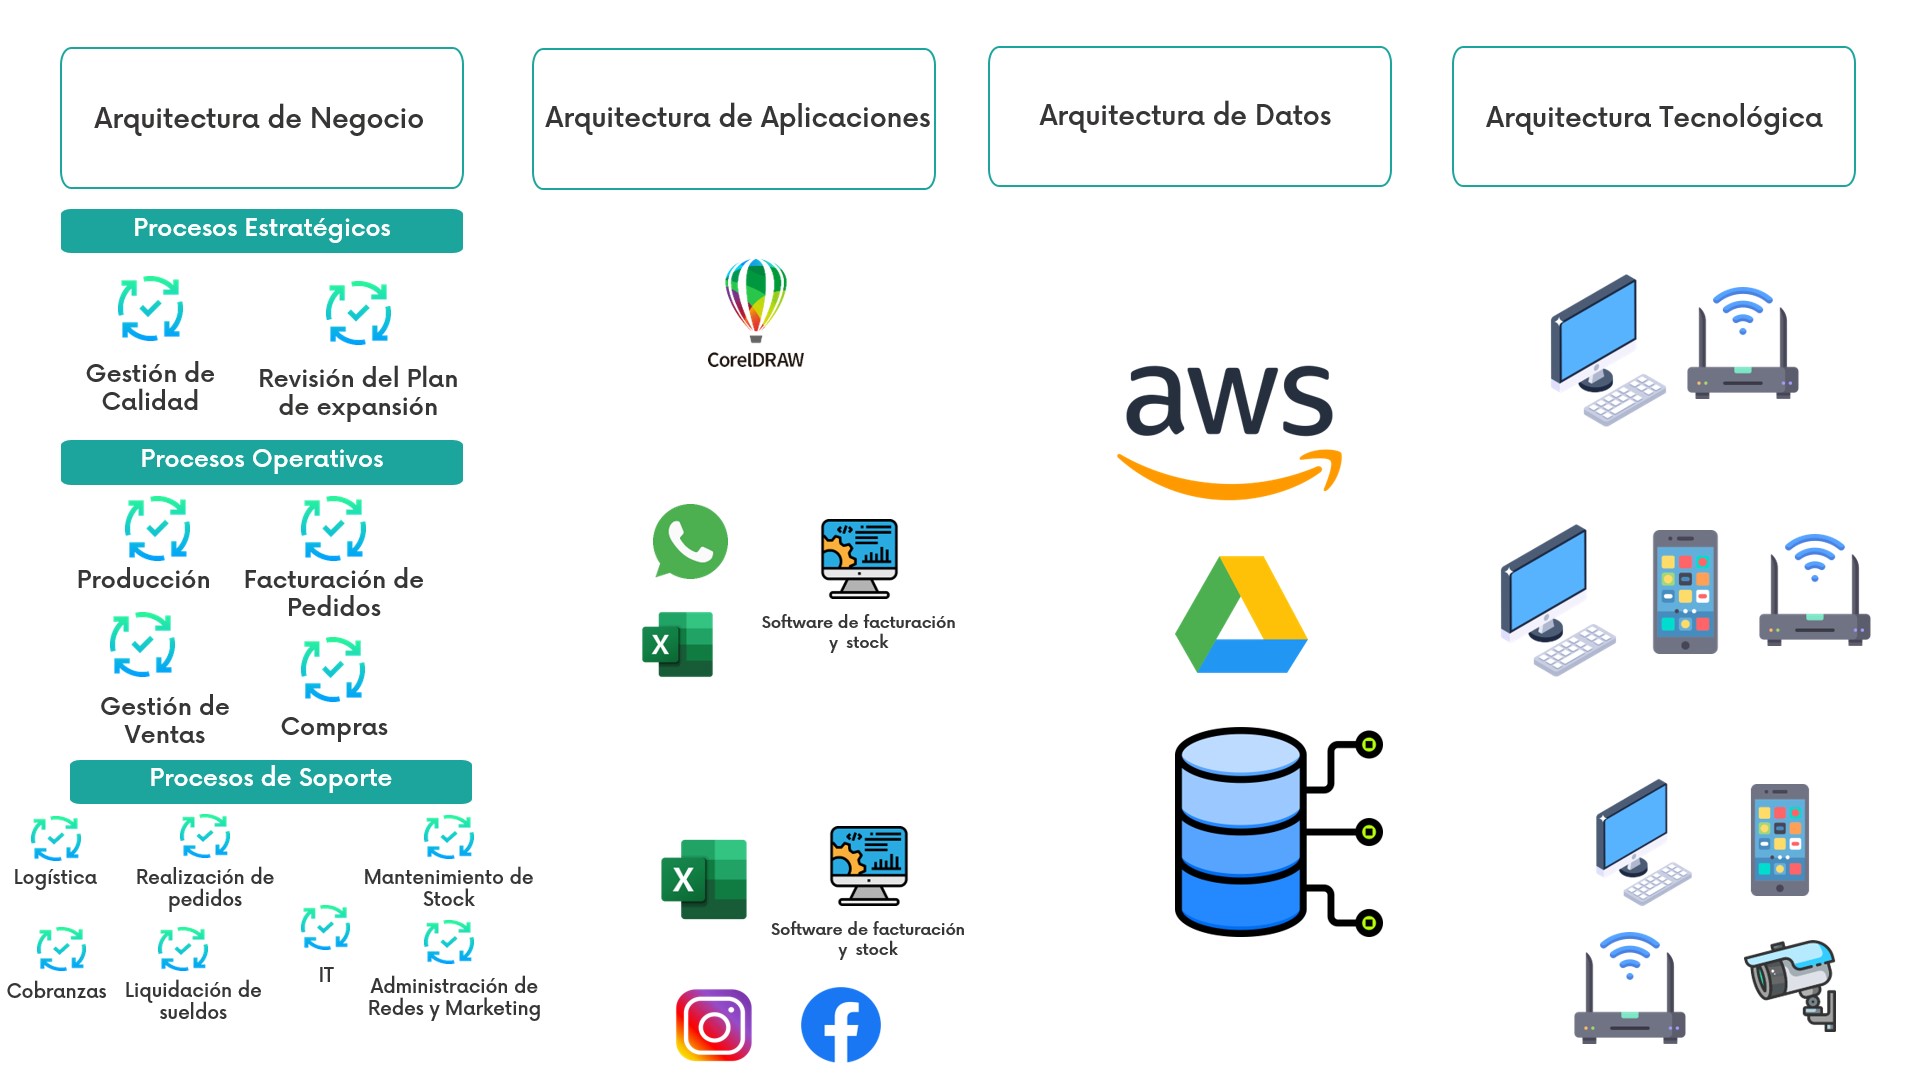 Arquitectura de Negocio
Arquitectura de Aplicaciones
Arquitectura de Datos
Arquitectura Tecnológica
Procesos Estratégicos
Gestión de
Calidad
Revisión del Plan
de expansión
CorelDRAW
Procesos Operativos
Producción
Facturación de
Pedidos
Gestión de
Ventas
Compras
X
Software de facturación
y stock
aws
Procesos de Soporte
Logística
Realización de
pedidos
Mantenimiento de
Stock
Cobranzas
Liquidación de
sueldos
IT
Administración de
Redes y Marketing
X
Software de facturación
y stock